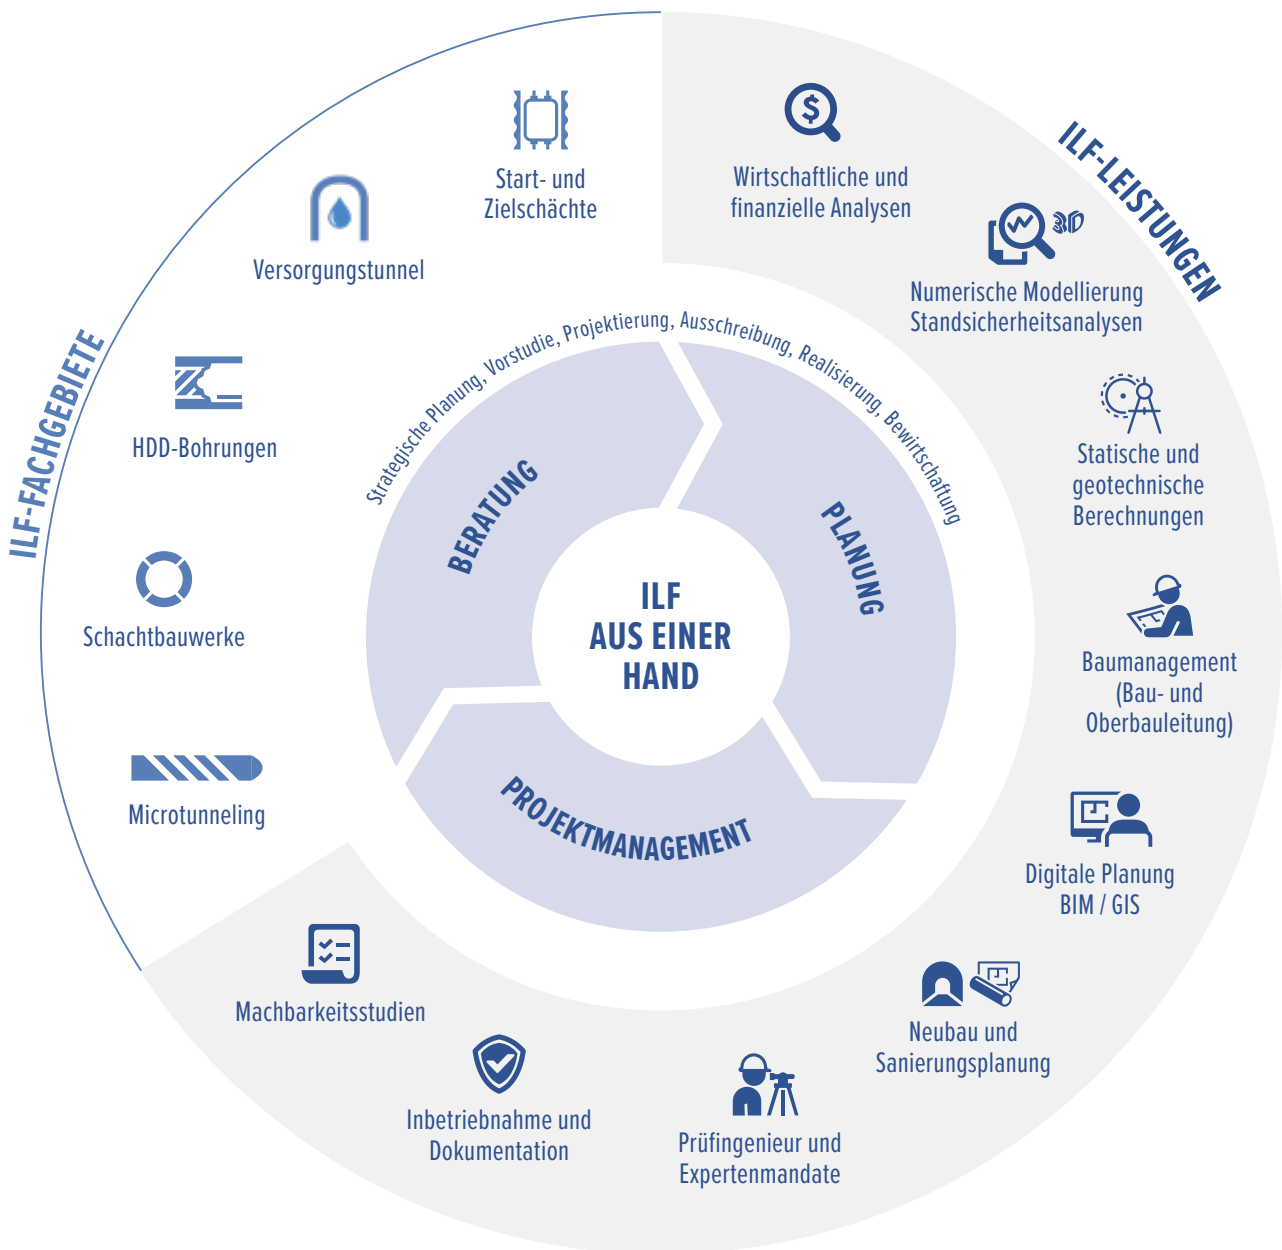 ILF-FACHGEBIETE
Start- und
Zielschächte
Versorgungstunnel
HDD-Bohrungen
Schachtbauwerke
Microtunneling
ILF-LEISTUNGEN
$
Wirtschaftliche und
finanzielle Analysen
3D
Numerische Modellierung
Standsicherheitsanalysen
Statische und
geotechnische
Berechnungen
Baumanagement
(Bau- und
Oberbauleitung)
Digitale Planung
BIM / GIS
Neubau und
Sanierungsplanung
Prüfingenieur und
Expertenmandate
Inbetriebnahme und
Dokumentation
Machbarkeitsstudien
Strategische Planung, Vorstudie, Projektierung, Ausschreibung, Realisierung, Bewirtschaftung
BERATUNG
PLANUNG
PROJEKTMANAGEMENT
ILF
AUS EINER
HAND